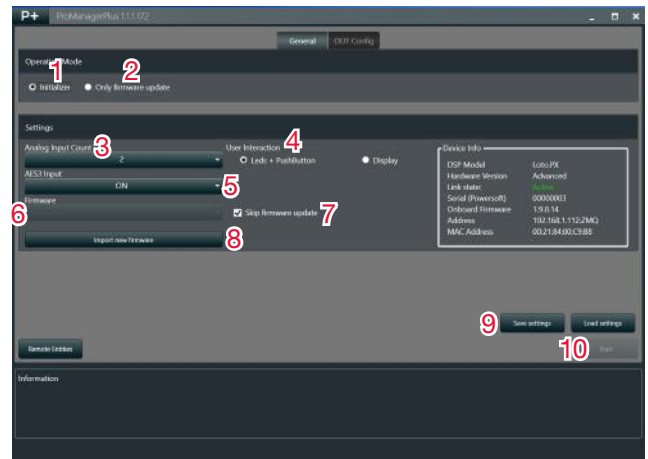 P+ ProManagerPlus 1.1.1.172
General OUT Config
Operation Mode
1 2
Initializer Only firmware update
Settings
Analog Input Count 3 User Interaction 4 Device Info
2 Leds + PushButton Display DSP Model Loto.PX
AES3 Input Hardware Version Advanced
ON 5 Link state: Active
6 Firmware Serial (Powersoft) 00000003
Skip firmware update 7 Onboard Firmware 1.9.0.14
Address 192.168.1.112:ZMQ
Import new firmware 8 MAC Address 00:21:84:00:C9:B8
9 Save settings Load settings
Remote Entities 10 Start
Information